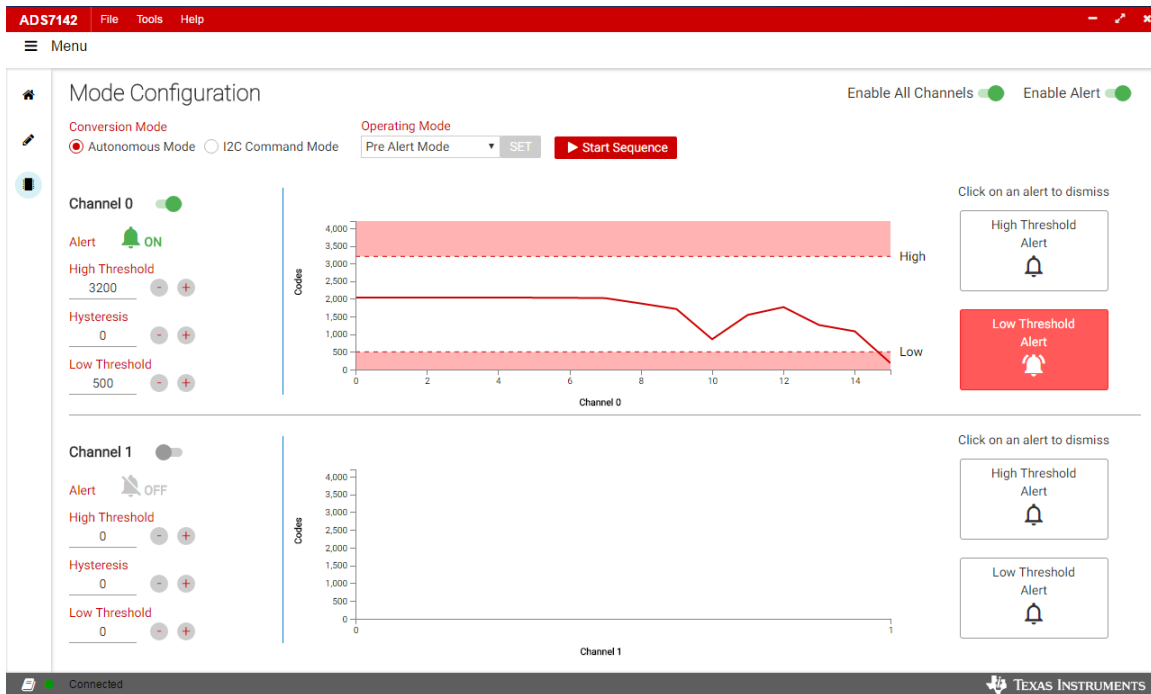 ADS7142 File Tools Help
Menu
Mode Configuration
Enable All Channels Enable Alert
Conversion Mode Operating Mode
Autonomous Mode I2C Command Mode Pre Alert Mode SET Start Sequence
Channel 0
Alert ON
High Threshold
3200 - +
Hysteresis
0 - +
Low Threshold
500 - +
Codes
4,000
3,500
3,000
2,500
2,000
1,500
1,000
500
0
0 2 4 6 8 10 12 14
Channel 0
High
Low
Click on an alert to dismiss
High Threshold
Alert
Low Threshold
Alert
Channel 1
Alert OFF
High Threshold
0 - +
Hysteresis
0 - +
Low Threshold
0 - +
Codes
4,000
3,500
3,000
2,500
2,000
1,500
1,000
500
0
0 1
Channel 1
Click on an alert to dismiss
High Threshold
Alert
Low Threshold
Alert
Connected
TEXAS INSTRUMENTS